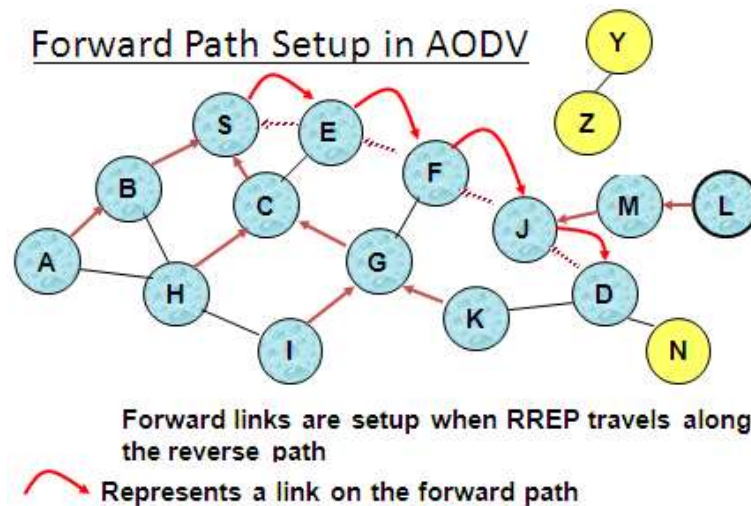 Forward Path Setup in AODV
Y
Z
S
E
F
B
C
J
M
L
A
H
G
K
D
I
N
Forward links are setup when RREP travels along
the reverse path
Represents a link on the forward path